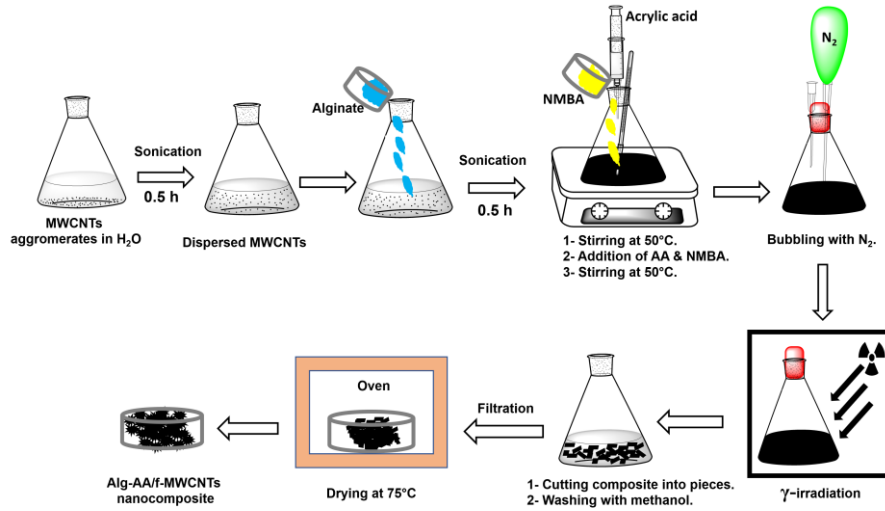 MWCNTs
aggromerates in H₂O
Sonication
0.5 h
Dispersed MWCNTs
Alginate
Sonication
0.5 h
Acrylic acid
NMBA
1- Stirring at 50°C.
2- Addition of AA & NMBA.
3- Stirring at 50°C.
N₂
Bubbling with N₂.
γ-irradiation
1- Cutting composite into pieces.
2- Washing with methanol.
Filtration
Oven
Drying at 75°C
Alg-AA/f-MWCNTs
nanocomposite